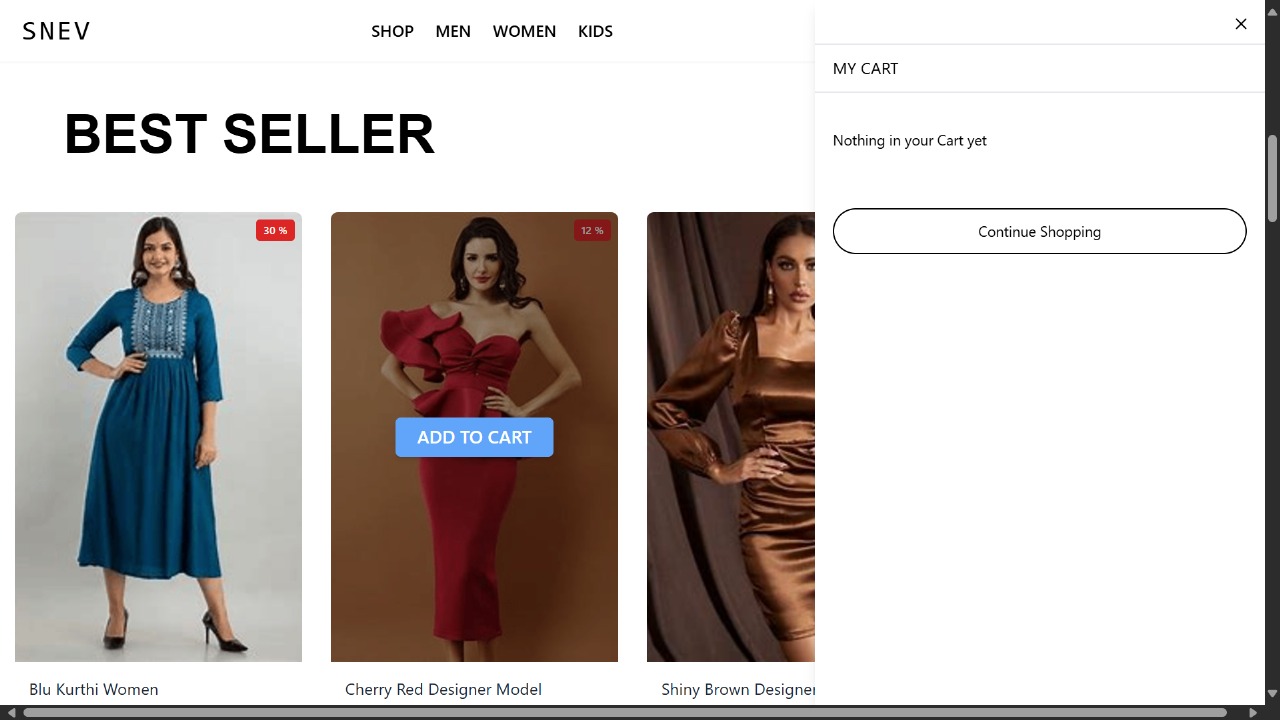 SNEV
SHOP MEN WOMEN KIDS
MY CART
Nothing in your Cart yet
Continue Shopping
BEST SELLER
30 %
12 %
ADD TO CART
Blu Kurthi Women
Cherry Red Designer Model
Shiny Brown Designer